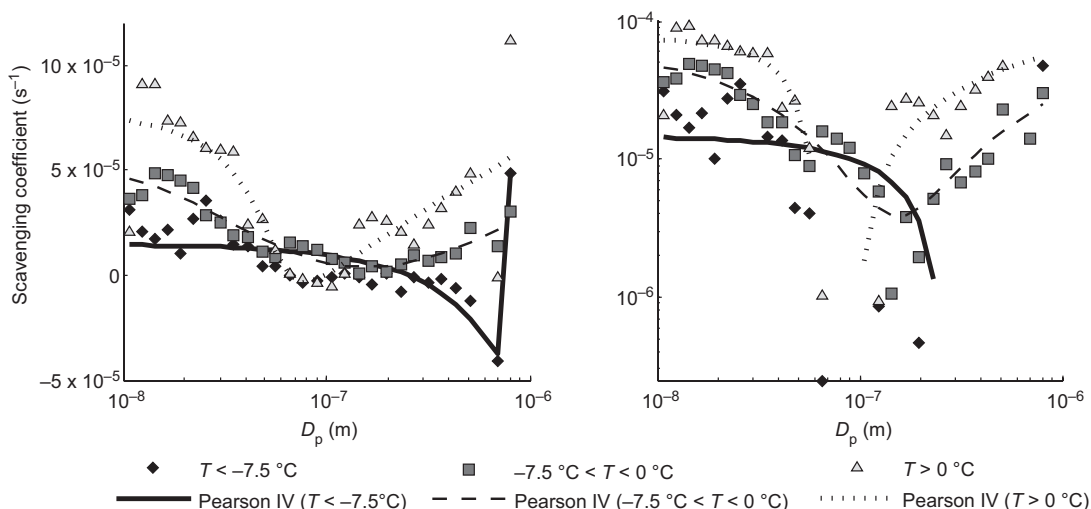 10 x 10⁻⁵
5 x 10⁻⁵
0
–5 x 10⁻⁵
Scavenging coefficient (s⁻¹)
10⁻⁸
10⁻⁷
10⁻⁶
Dₚ (m)
10⁻⁴
10⁻⁵
10⁻⁶
10⁻⁸
10⁻⁷
10⁻⁶
Dₚ (m)
T < –7.5 °C
–7.5 °C < T < 0 °C
T > 0 °C
Pearson IV (T < –7.5°C)
Pearson IV (–7.5 °C < T < 0 °C)
Pearson IV (T > 0 °C)